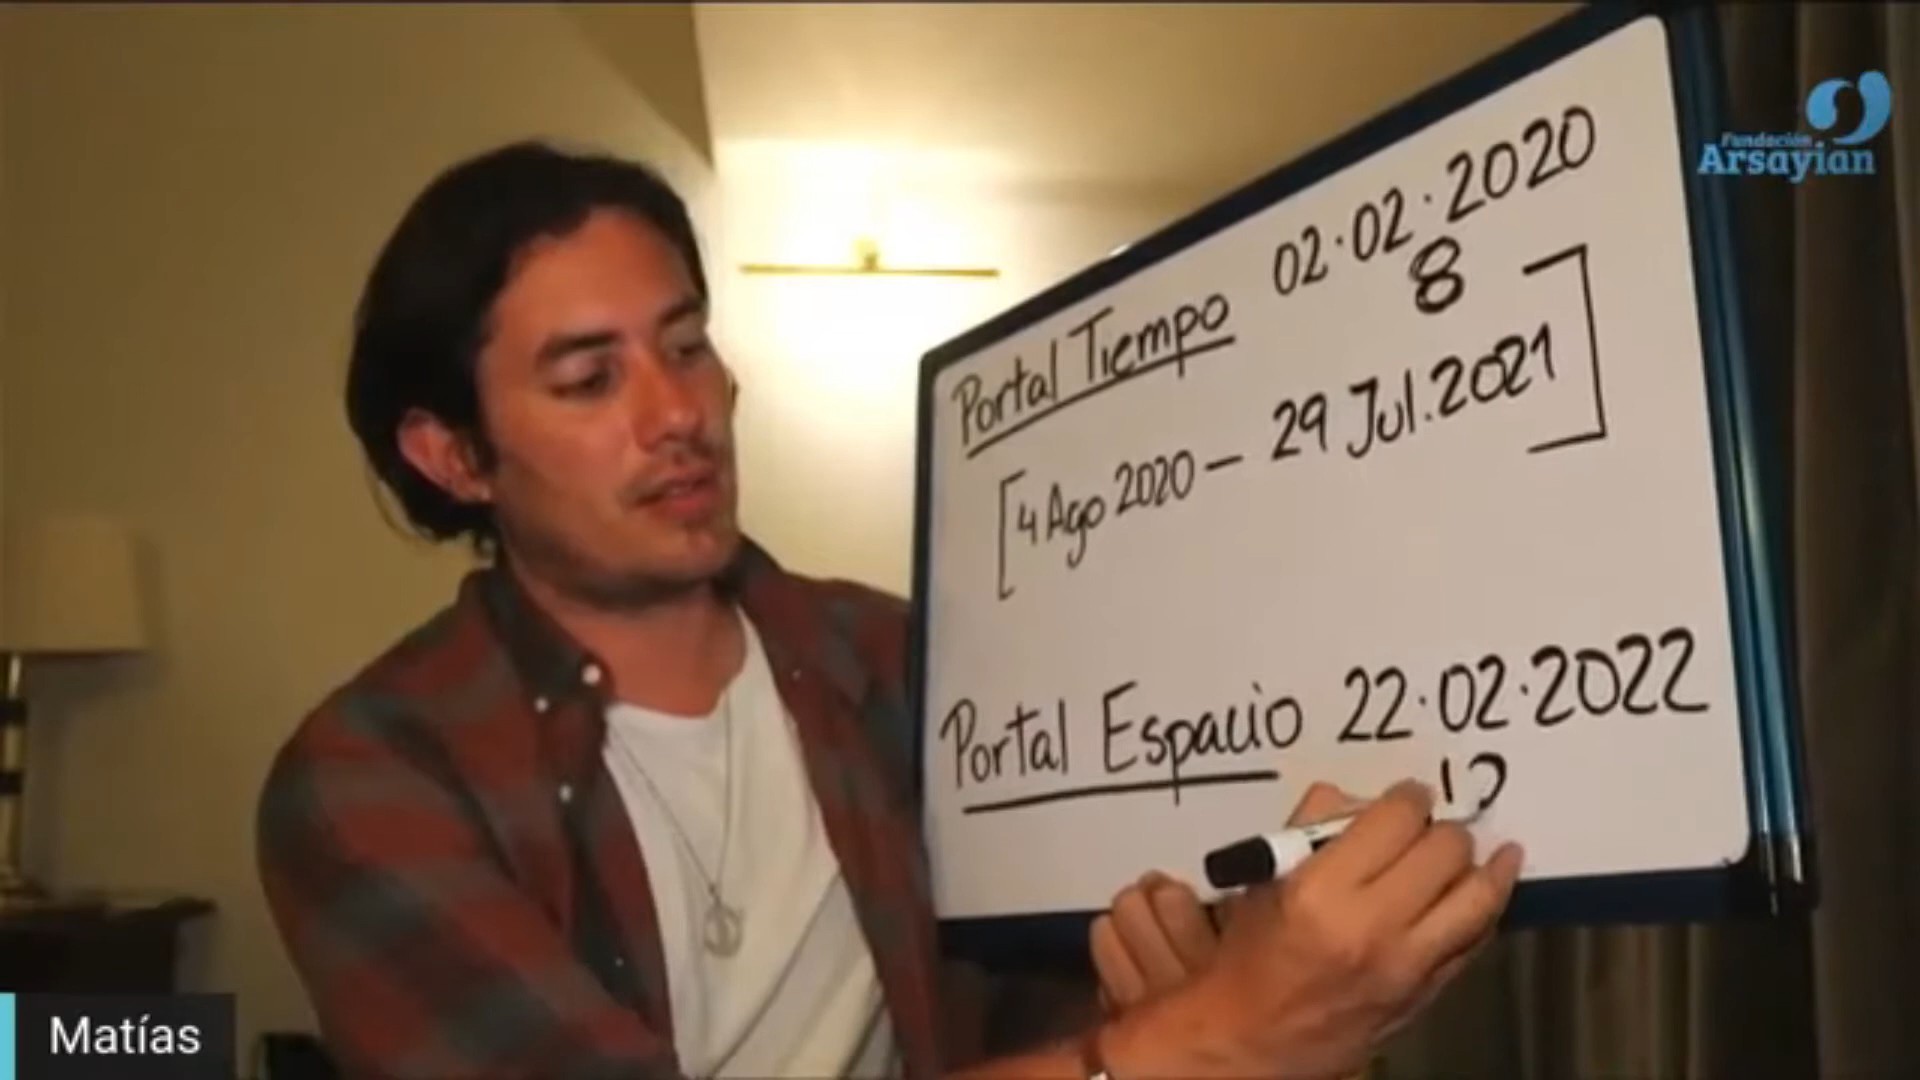 Fundación
Arsayian
Portal Tiempo 02.02.2020
8
[4 Ago 2020 – 29 Jul.2021]
Portal Espacio 22.02.2022
12
Matías